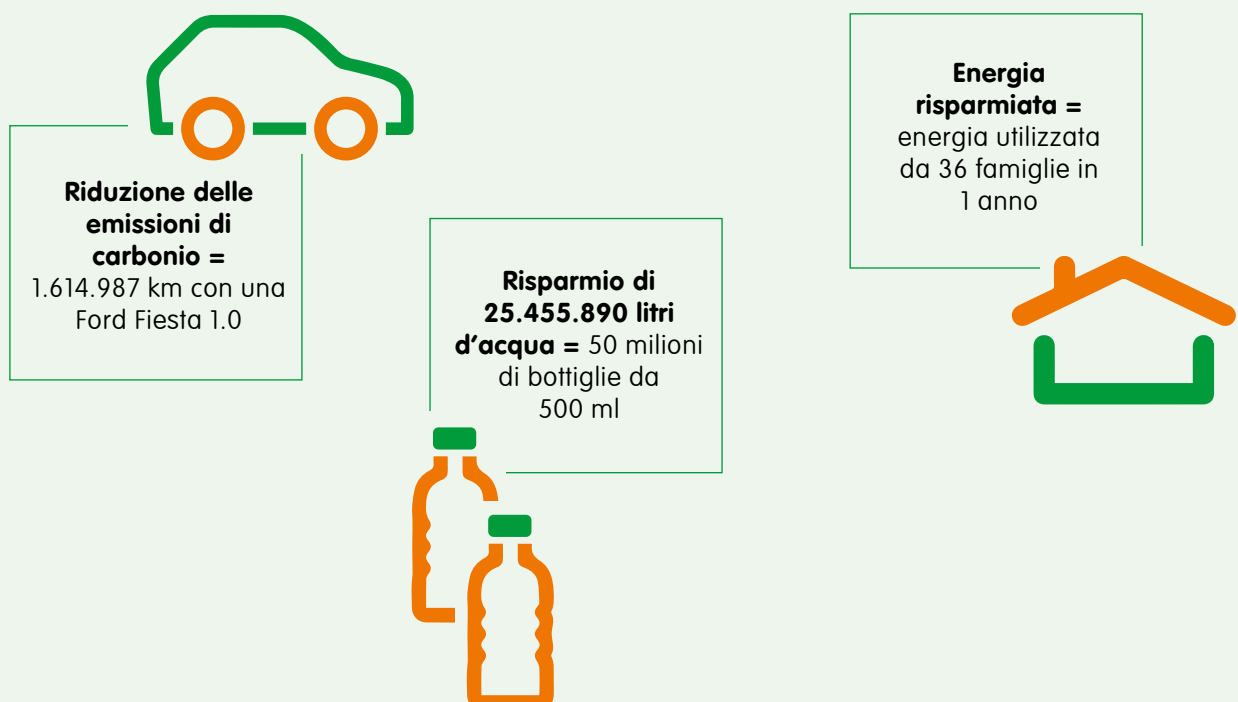 Riduzione delle
emissioni di
carbonio =
1.614.987 km con una
Ford Fiesta 1.0
Risparmio di
25.455.890 litri
d’acqua = 50 milioni
di bottiglie da
500 ml
Energia
risparmiata =
energia utilizzata
da 36 famiglie in
1 anno